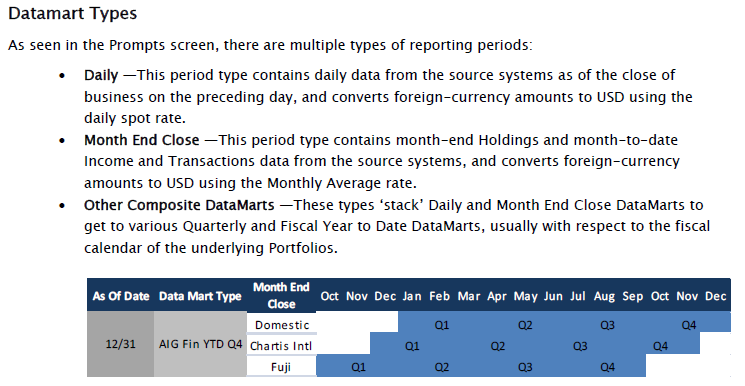 Datamart Types
As seen in the Prompts screen, there are multiple types of reporting periods:
• Daily —This period type contains daily data from the source systems as of the close of
business on the preceding day, and converts foreign-currency amounts to USD using the
daily spot rate.
• Month End Close —This period type contains month-end Holdings and month-to-date
Income and Transactions data from the source systems, and converts foreign-currency
amounts to USD using the Monthly Average rate.
• Other Composite DataMarts —These types ‘stack’ Daily and Month End Close DataMarts to
get to various Quarterly and Fiscal Year to Date DataMarts, usually with respect to the fiscal
calendar of the underlying Portfolios.
As Of Date Data Mart Type Month End Close Oct Nov Dec Jan Feb Mar Apr May Jun Jul Aug Sep Oct Nov Dec
Domestic Q1 Q2 Q3 Q4
12/31 AIG Fin YTD Q4 Chartis Intl Q1 Q2 Q3 Q4
Fuji Q1 Q2 Q3 Q4